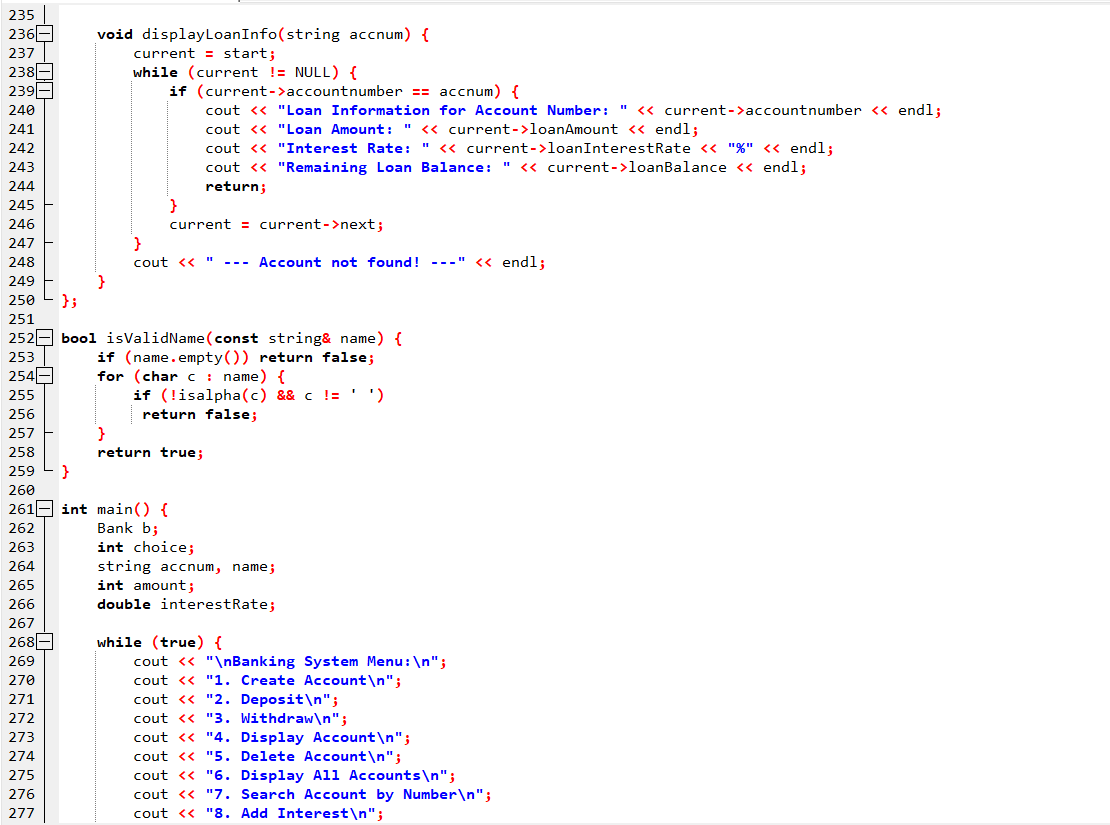 235
236 void displayLoanInfo(string accnum) {
237 current = start;
238 while (current != NULL) {
239 if (current->accountnumber == accnum) {
240 cout << "Loan Information for Account Number: " << current->accountnumber << endl;
241 cout << "Loan Amount: " << current->loanAmount << endl;
242 cout << "Interest Rate: " << current->loanInterestRate << "%" << endl;
243 cout << "Remaining Loan Balance: " << current->loanBalance << endl;
244 return;
245 }
246 current = current->next;
247 }
248 cout << " --- Account not found! ---" << endl;
249 }
250 };
251
252 bool isValidName(const string& name) {
253 if (name.empty()) return false;
254 for (char c : name) {
255 if (!isalpha(c) && c != ' ')
256 return false;
257 }
258 return true;
259 }
260
261 int main() {
262 Bank b;
263 int choice;
264 string accnum, name;
265 int amount;
266 double interestRate;
267
268 while (true) {
269 cout << "\nBanking System Menu:\n";
270 cout << "1. Create Account\n";
271 cout << "2. Deposit\n";
272 cout << "3. Withdraw\n";
273 cout << "4. Display Account\n";
274 cout << "5. Delete Account\n";
275 cout << "6. Display All Accounts\n";
276 cout << "7. Search Account by Number\n";
277 cout << "8. Add Interest\n";